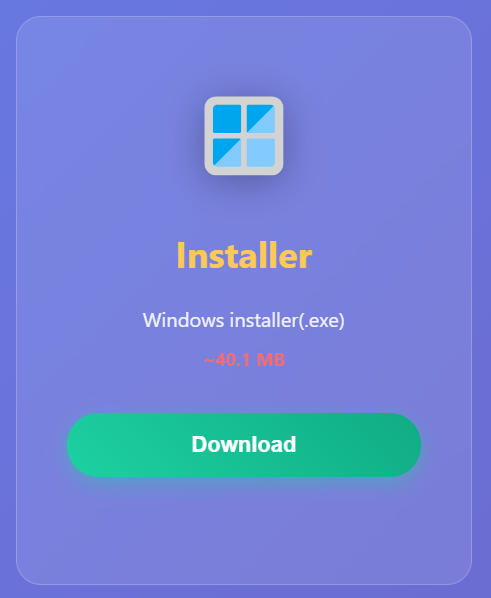 Installer
Windows installer(.exe)
~40.1 MB
Download